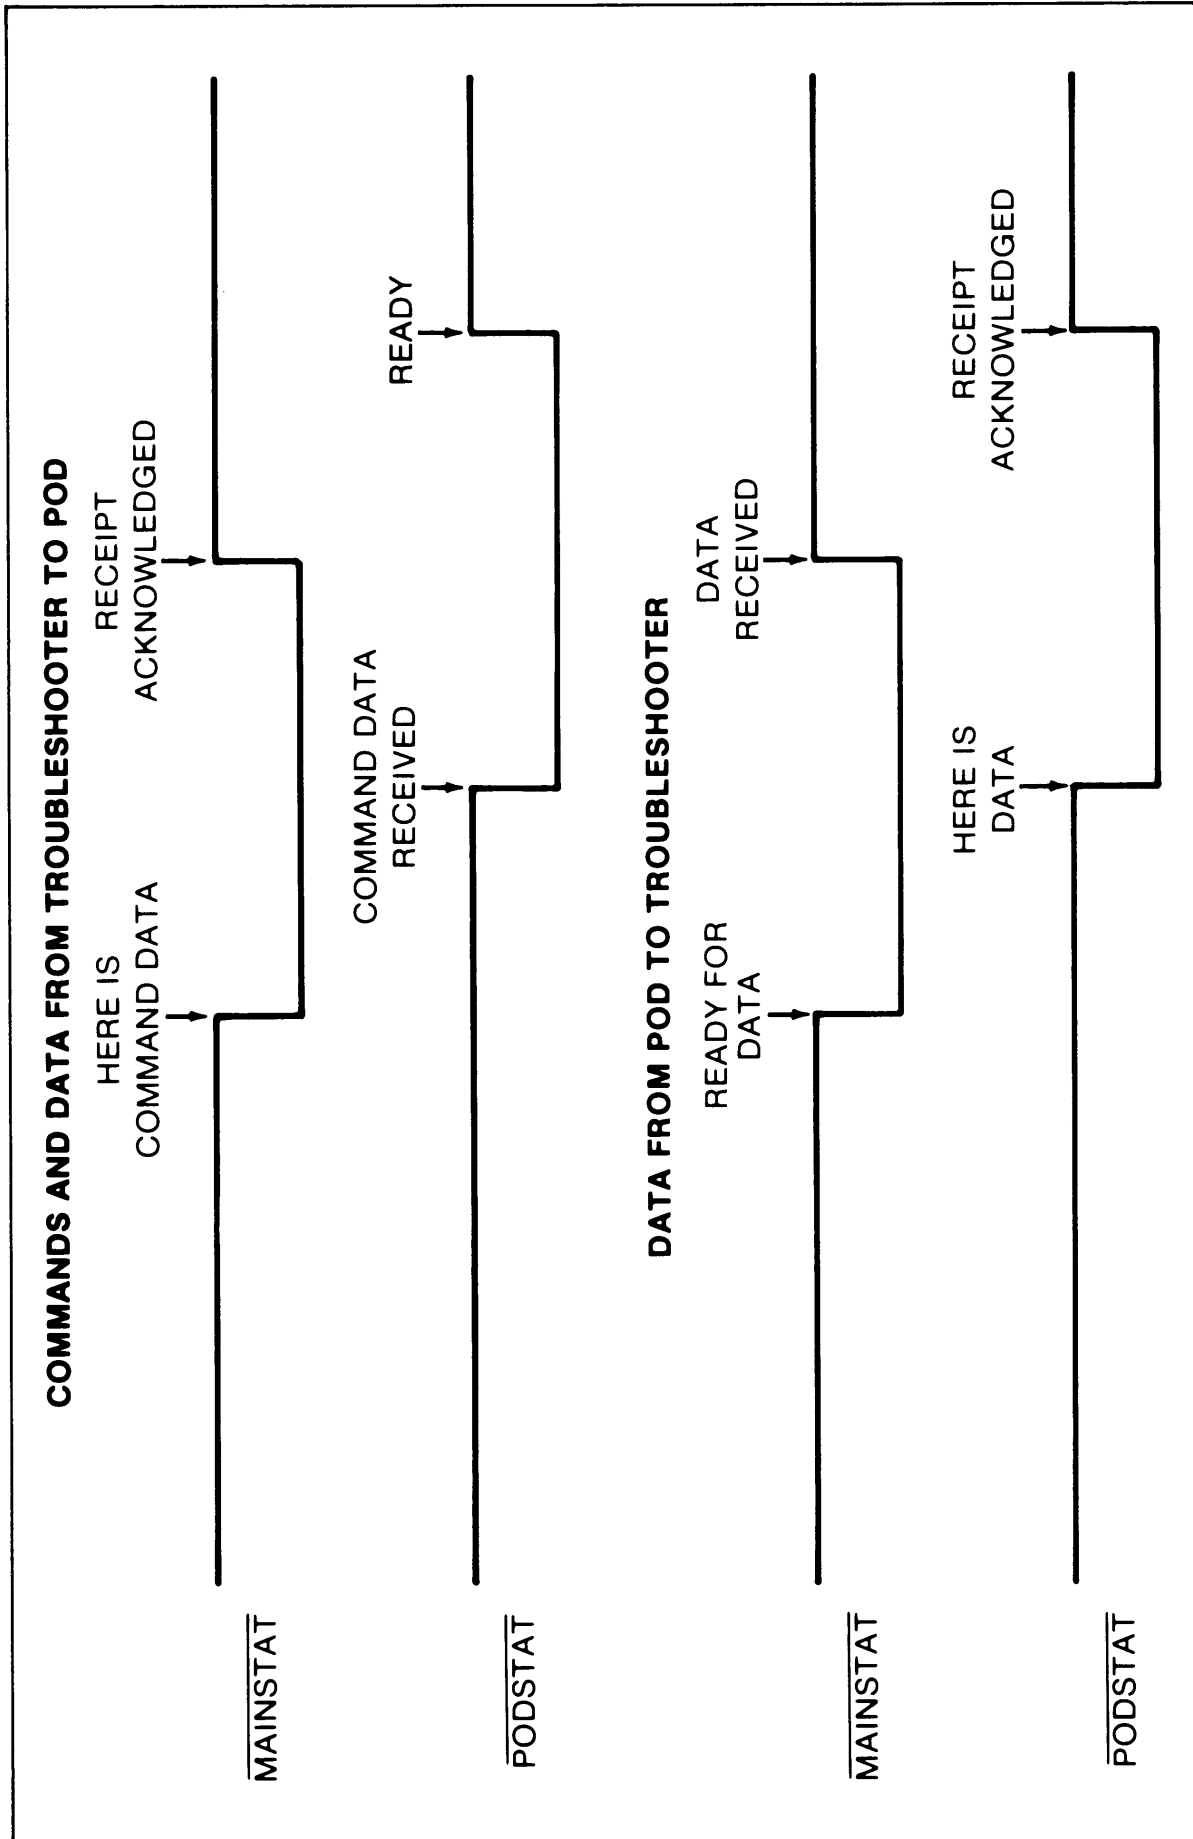 COMMANDS AND DATA FROM TROUBLESHOOTER TO POD
HERE IS
COMMAND DATA
RECEIPT
ACKNOWLEDGED
MAINSTAT
COMMAND DATA
RECEIVED
READY
PODSTAT
DATA FROM POD TO TROUBLESHOOTER
READY FOR
DATA
DATA
RECEIVED
MAINSTAT
HERE IS
DATA
RECEIPT
ACKNOWLEDGED
PODSTAT